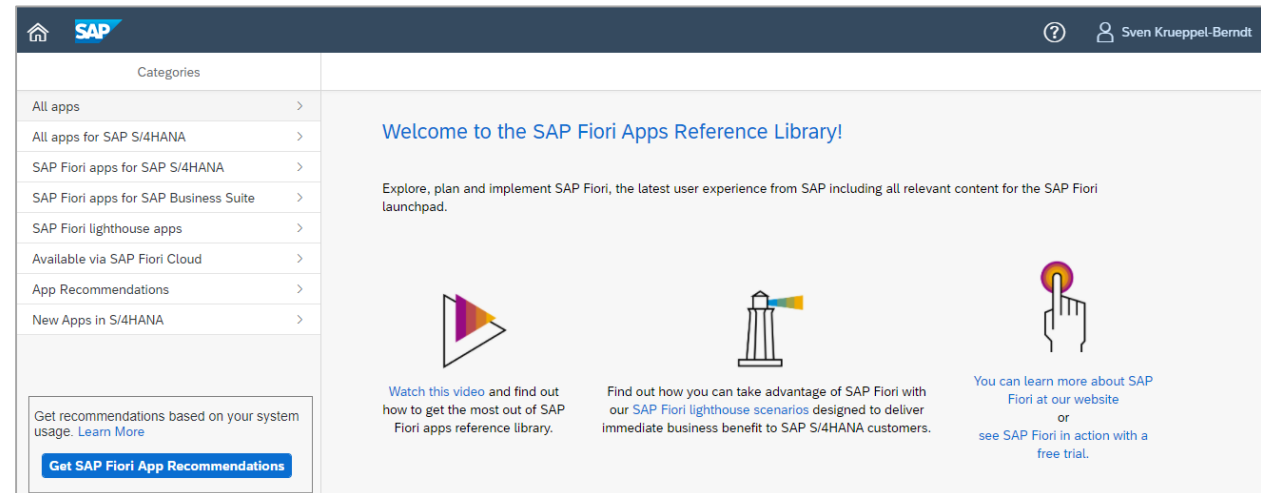 SAP
Sven Krueppel-Berndt
Categories
All apps
All apps for SAP S/4HANA
SAP Fiori apps for SAP S/4HANA
SAP Fiori apps for SAP Business Suite
SAP Fiori lighthouse apps
Available via SAP Fiori Cloud
App Recommendations
New Apps in S/4HANA
Get recommendations based on your system
usage. Learn More
Get SAP Fiori App Recommendations
Welcome to the SAP Fiori Apps Reference Library!
Explore, plan and implement SAP Fiori, the latest user experience from SAP including all relevant content for the SAP Fiori
launchpad.
Watch this video and find out
how to get the most out of SAP
Fiori apps reference library.
Find out how you can take advantage of SAP Fiori with
our SAP Fiori lighthouse scenarios designed to deliver
immediate business benefit to SAP S/4HANA customers.
You can learn more about SAP
Fiori at our website
or
see SAP Fiori in action with a
free trial.